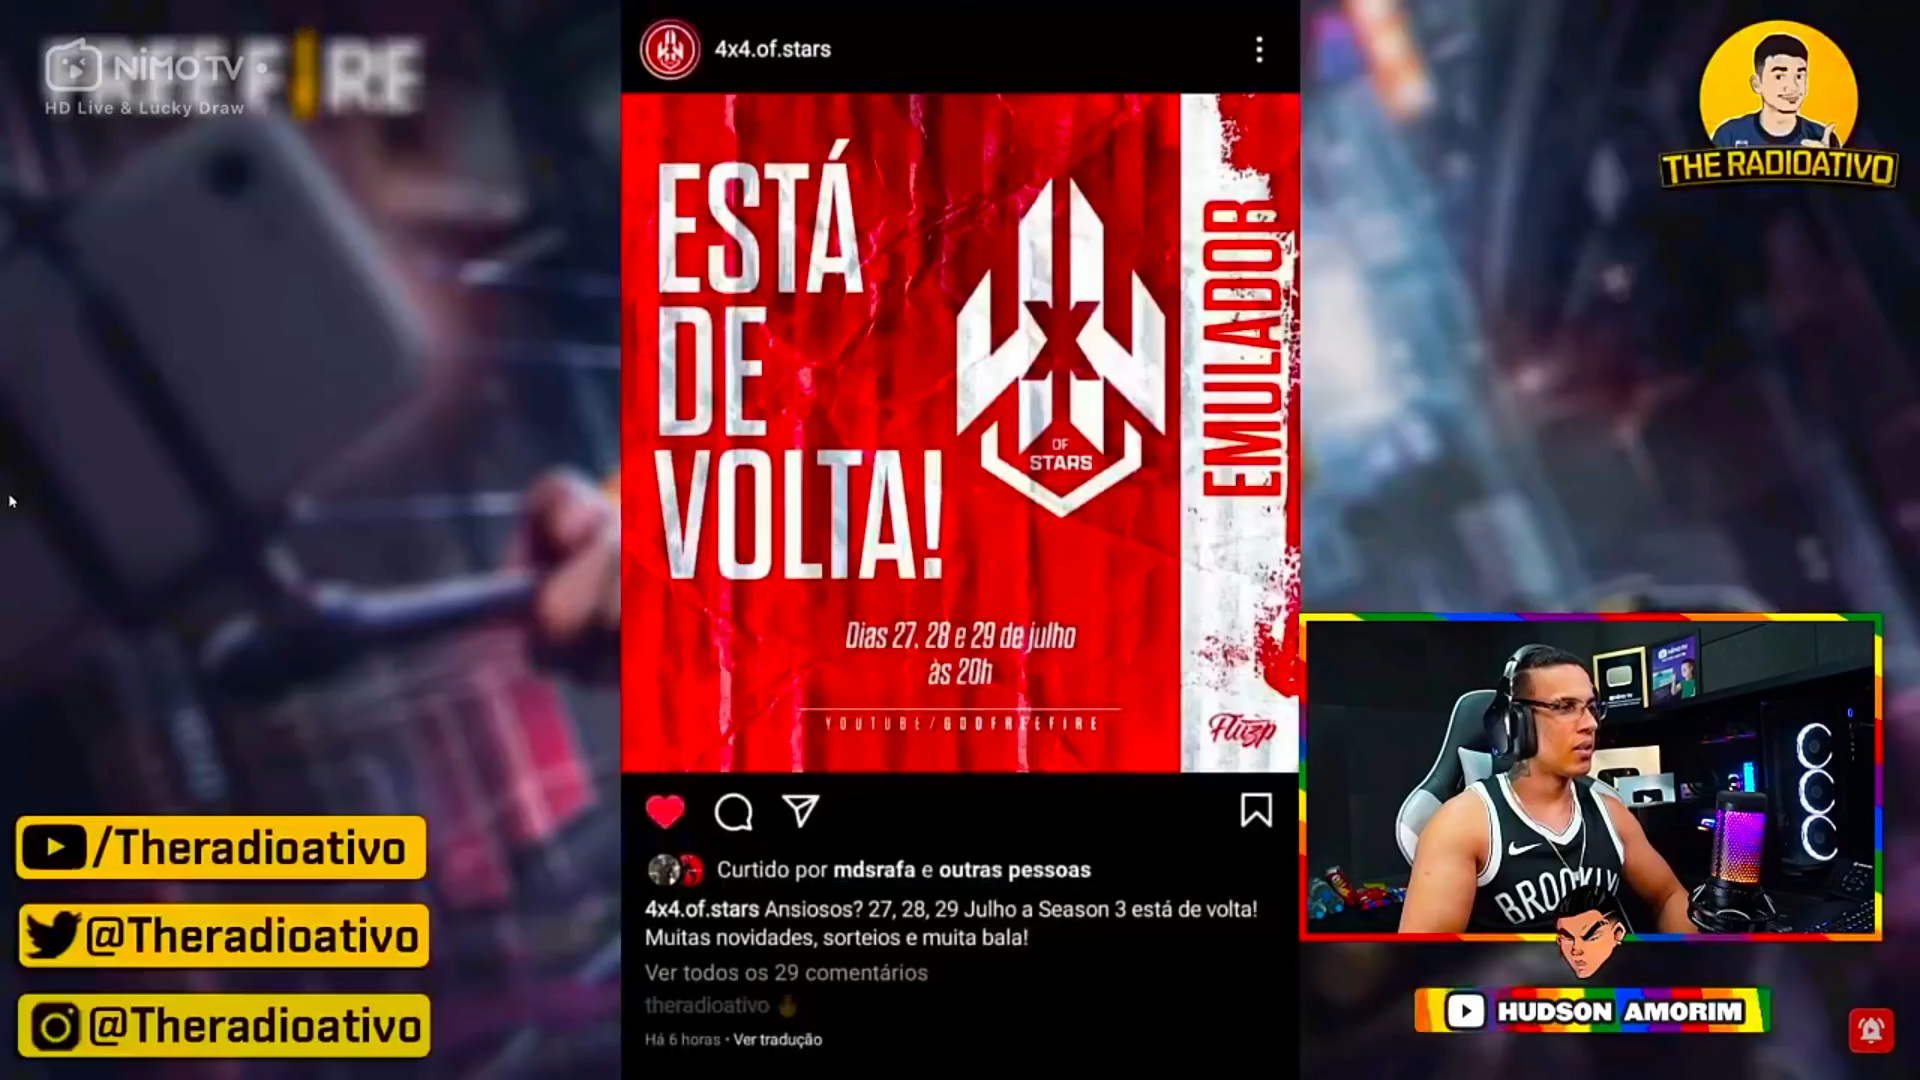 FREE FIRE
NIMO TV
HD Live & Lucky Draw
4x4.of.stars
THE RADIOATIVO
ESTÁ
DE
VOLTA!
X
OF
STARS
EMULADOR
Dias 27, 28 e 29 de julho
às 20h
YOUTUBE/GODFREEFIRE
Fluzp
BROOKLYN
/Theradioativo
@Theradioativo
@Theradioativo
Curtido por mdsrafa e outras pessoas
4x4.of.stars Ansiosos? 27, 28, 29 Julho a Season 3 está de volta!
Muitas novidades, sorteios e muita bala!
Ver todos os 29 comentários
theradioativo
Há 6 horas • Ver tradução
HUDSON AMORIM